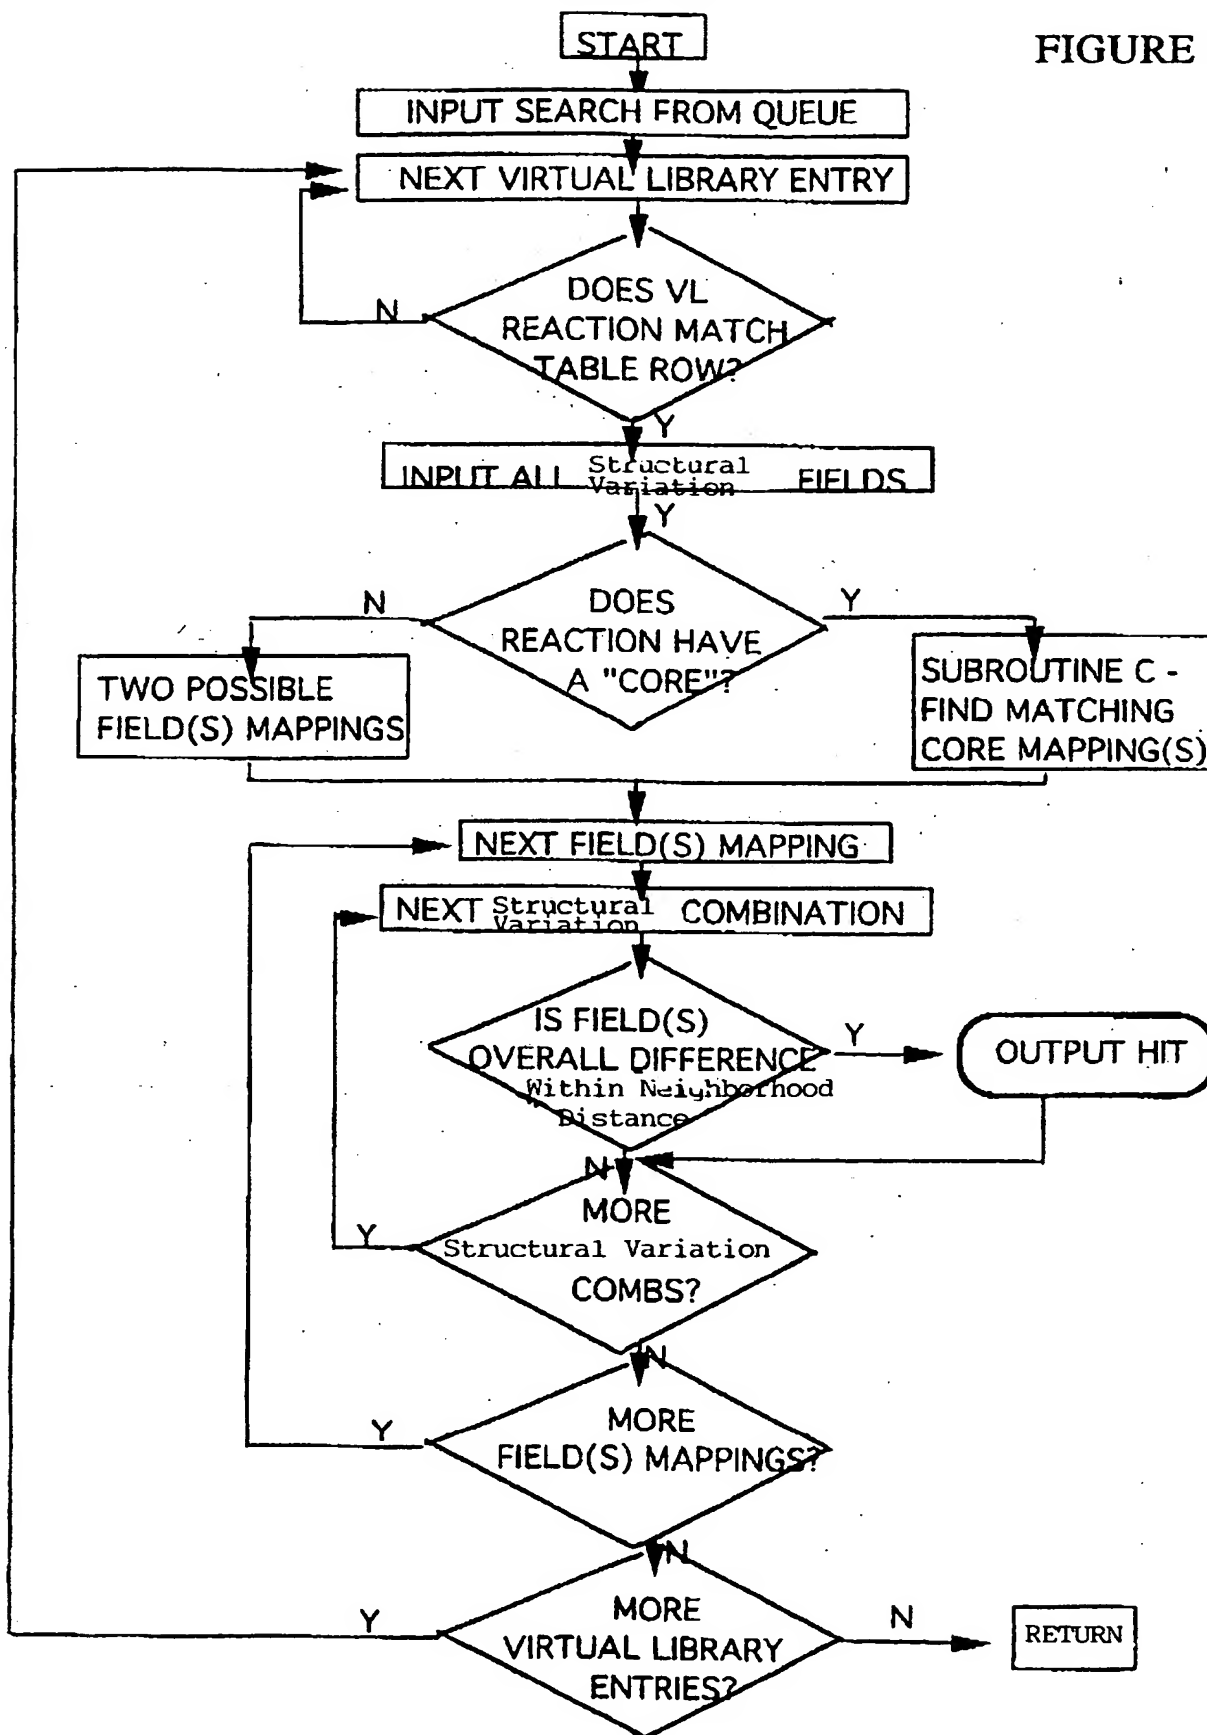 START
FIGURE
INPUT SEARCH FROM QUEUE
NEXT VIRTUAL LIBRARY ENTRY
DOES VL
REACTION MATCH
TABLE ROW?
N
Y
INPUT ALL Structural Variation FIELDS
Y
DOES
REACTION HAVE
A "CORE"?
N
Y
TWO POSSIBLE
FIELD(S) MAPPINGS
SUBROUTINE C -
FIND MATCHING
CORE MAPPING(S)
NEXT FIELD(S) MAPPING
NEXT Structural Variation COMBINATION
IS FIELD(S)
OVERALL DIFFERENCE
Within Neighborhood
Distance
Y
OUTPUT HIT
N
MORE
Structural Variation
COMBS?
Y
N
MORE
FIELD(S) MAPPINGS?
Y
N
MORE
VIRTUAL LIBRARY
ENTRIES?
Y
N
RETURN